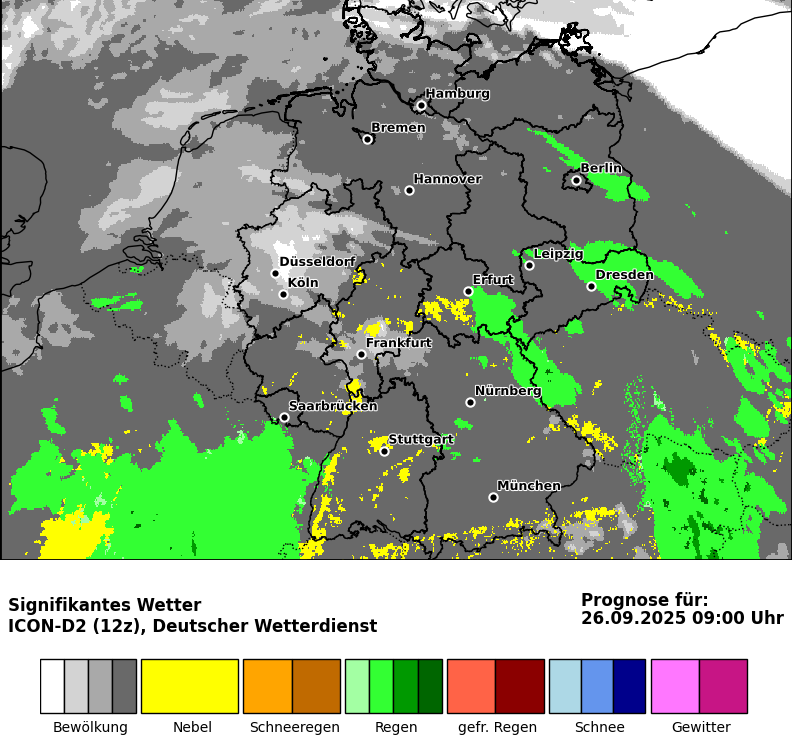 Hamburg
Bremen
Berlin
Hannover
Leipzig
Düsseldorf
Dresden
Köln
Erfurt
Frankfurt
Nürnberg
Saarbrücken
Stuttgart
München
Signifikantes Wetter
ICON-D2 (12z), Deutscher Wetterdienst
Prognose für:
26.09.2025 09:00 Uhr
Bewölkung Nebel Schneeregen Regen gefr. Regen Schnee Gewitter